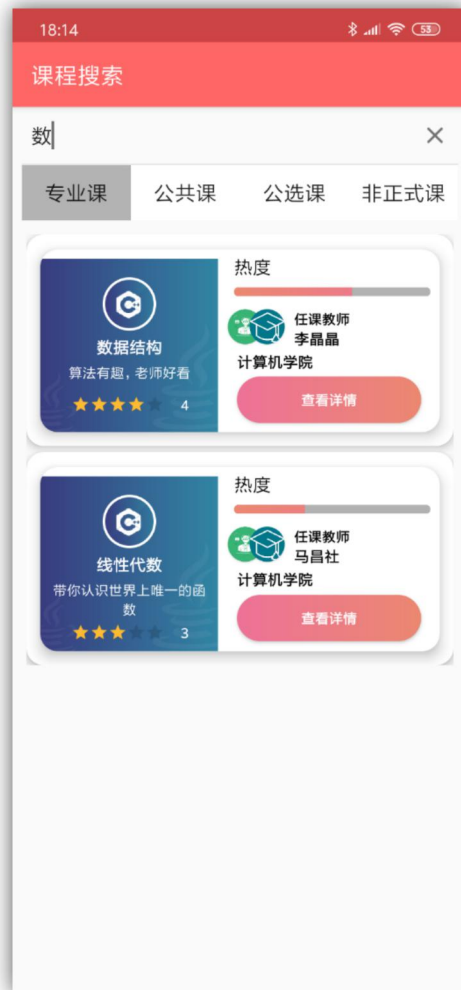 18:14
53
课程搜索
数
专业课 公共课 公选课 非正式课
数据结构
算法有趣，老师好看
4
热度
任课教师
李晶晶
计算机学院
查看详情
线性代数
带你认识世界上唯一的函
数
3
热度
任课教师
马昌社
计算机学院
查看详情